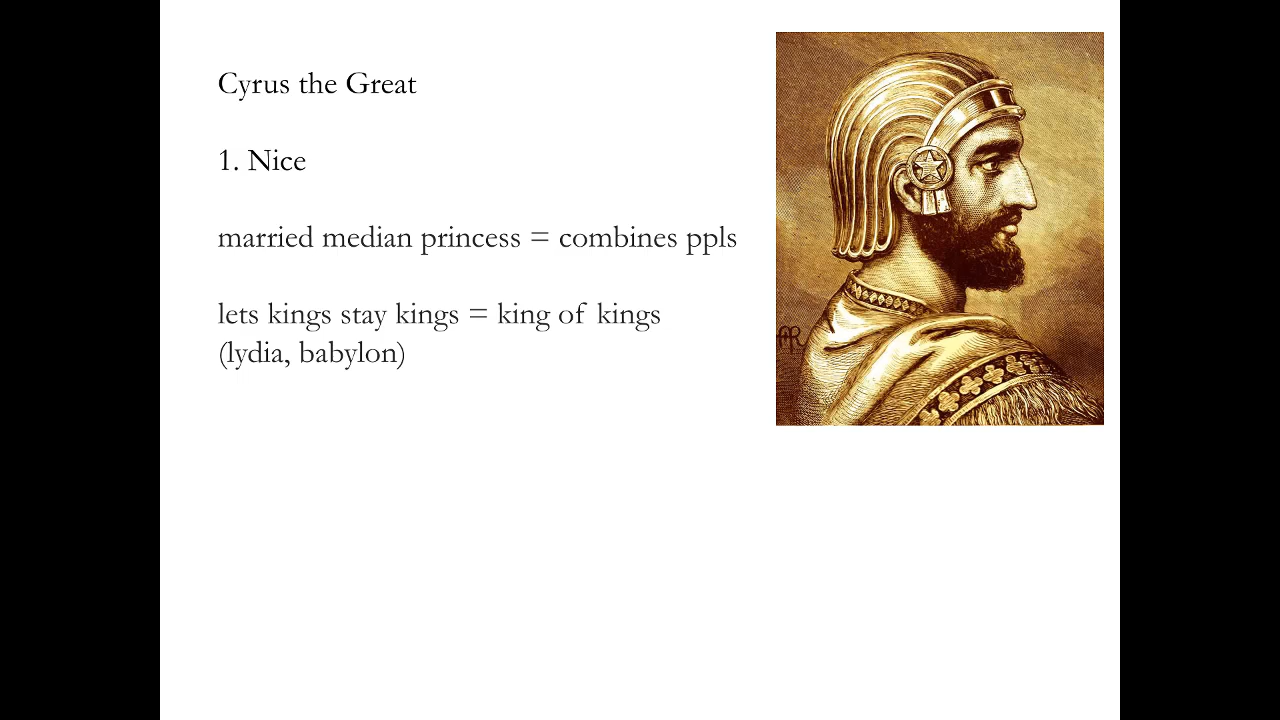 Cyrus the Great
1. Nice
married median princess = combines ppls
lets kings stay kings = king of kings
(lydia, babylon)